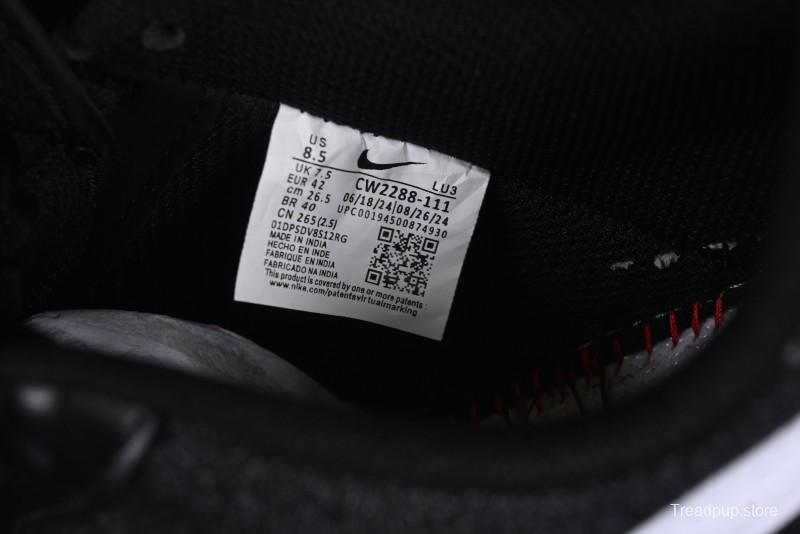 US
8.5
UK 7.5
EUR 42
cm 26.5
BR 40
CN 265(2.5)
LU3
CW2288-111
06/18/24|08/26/24
UPC00194500874930
01DPSDV8512RG
MADE IN INDIA
HECHO EN INDE
FABRIQUE EN INDIA
FABRICADO NA INDIA
This product is covered by one or more patents :
www.nike.com/patentsvirtualmarking
Treadpup.store